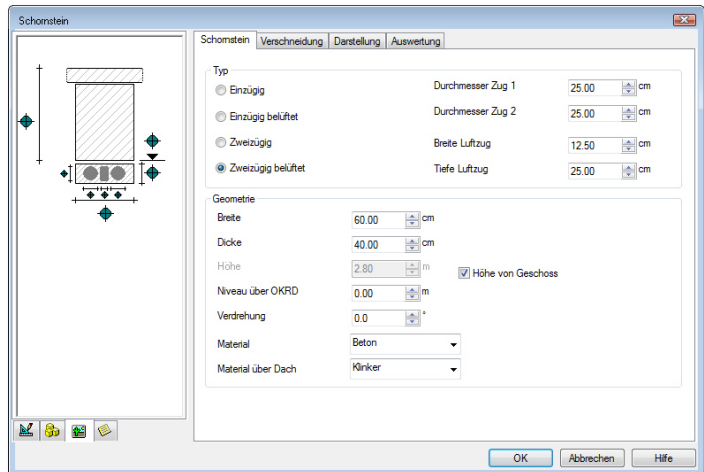 Schornstein
Schornstein Verschneidung Darstellung Auswertung
Typ
Einzügig Durchmesser Zug 1 25.00 cm
Einzügig belüftet Durchmesser Zug 2 25.00 cm
Zweizügig Breite Luftzug 12.50 cm
Zweizügig belüftet Tiefe Luftzug 25.00 cm
Geometrie
Breite 60.00 cm
Dicke 40.00 cm
Höhe 2.80 m Höhe von Geschoss
Niveau über OKRD 0.00 m
Verdrehung 0.0 °
Material Beton
Material über Dach Klinker
OK Abbrechen Hilfe